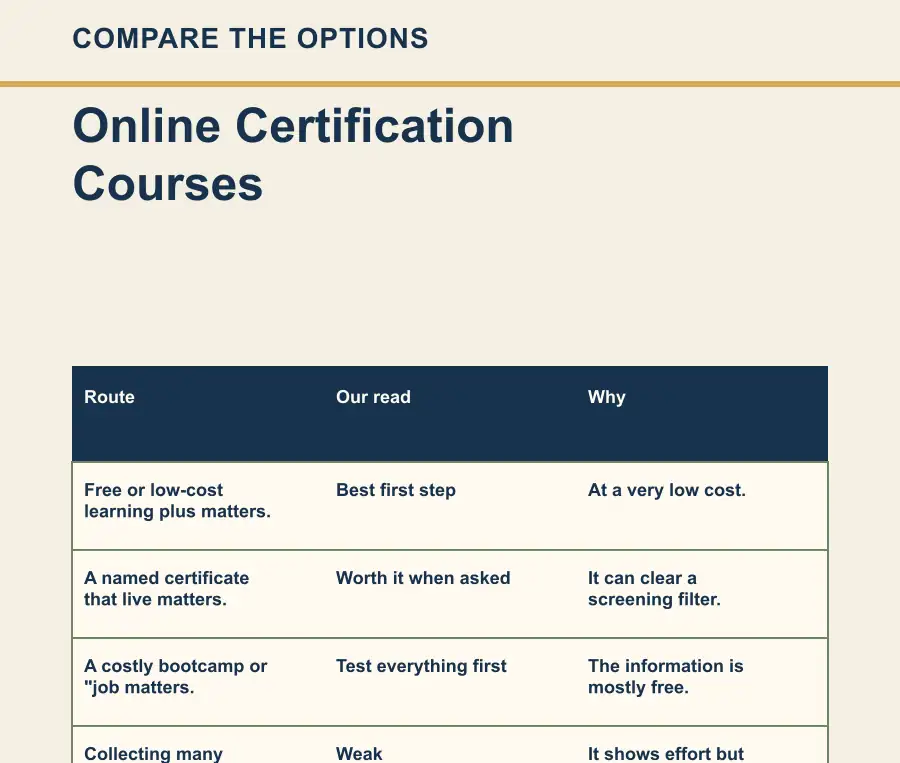 COMPARE THE OPTIONS
Online Certification
Courses
Route
Our read
Why
Free or low-cost
learning plus matters.
Best first step
At a very low cost.
A named certificate
that live matters.
Worth it when asked
It can clear a
screening filter.
A costly bootcamp or
"job matters.
Test everything first
The information is
mostly free.
Collecting many
Weak
It shows effort but